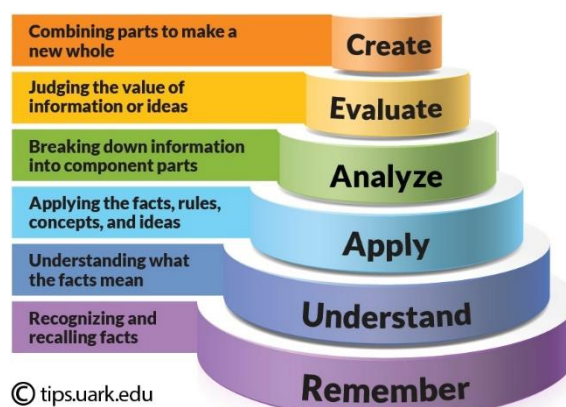 Combining parts to make a
new whole
Create
Judging the value of
information or ideas
Evaluate
Breaking down information
into component parts
Analyze
Applying the facts, rules,
concepts, and ideas
Apply
Understanding what
the facts mean
Understand
Recognizing and
recalling facts
Remember
© tips.uark.edu